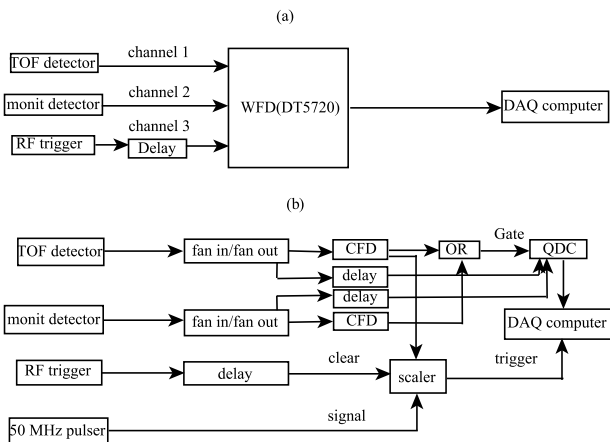 (a)
TOF detector
channel 1
monit detector
channel 2
RF trigger
channel 3
Delay
WFD(DT5720)
DAQ computer
(b)
TOF detector
fan in/fan out
CFD
OR
Gate
QDC
delay
delay
monit detector
fan in/fan out
CFD
DAQ computer
RF trigger
delay
clear
scaler
trigger
50 MHz pulser
signal